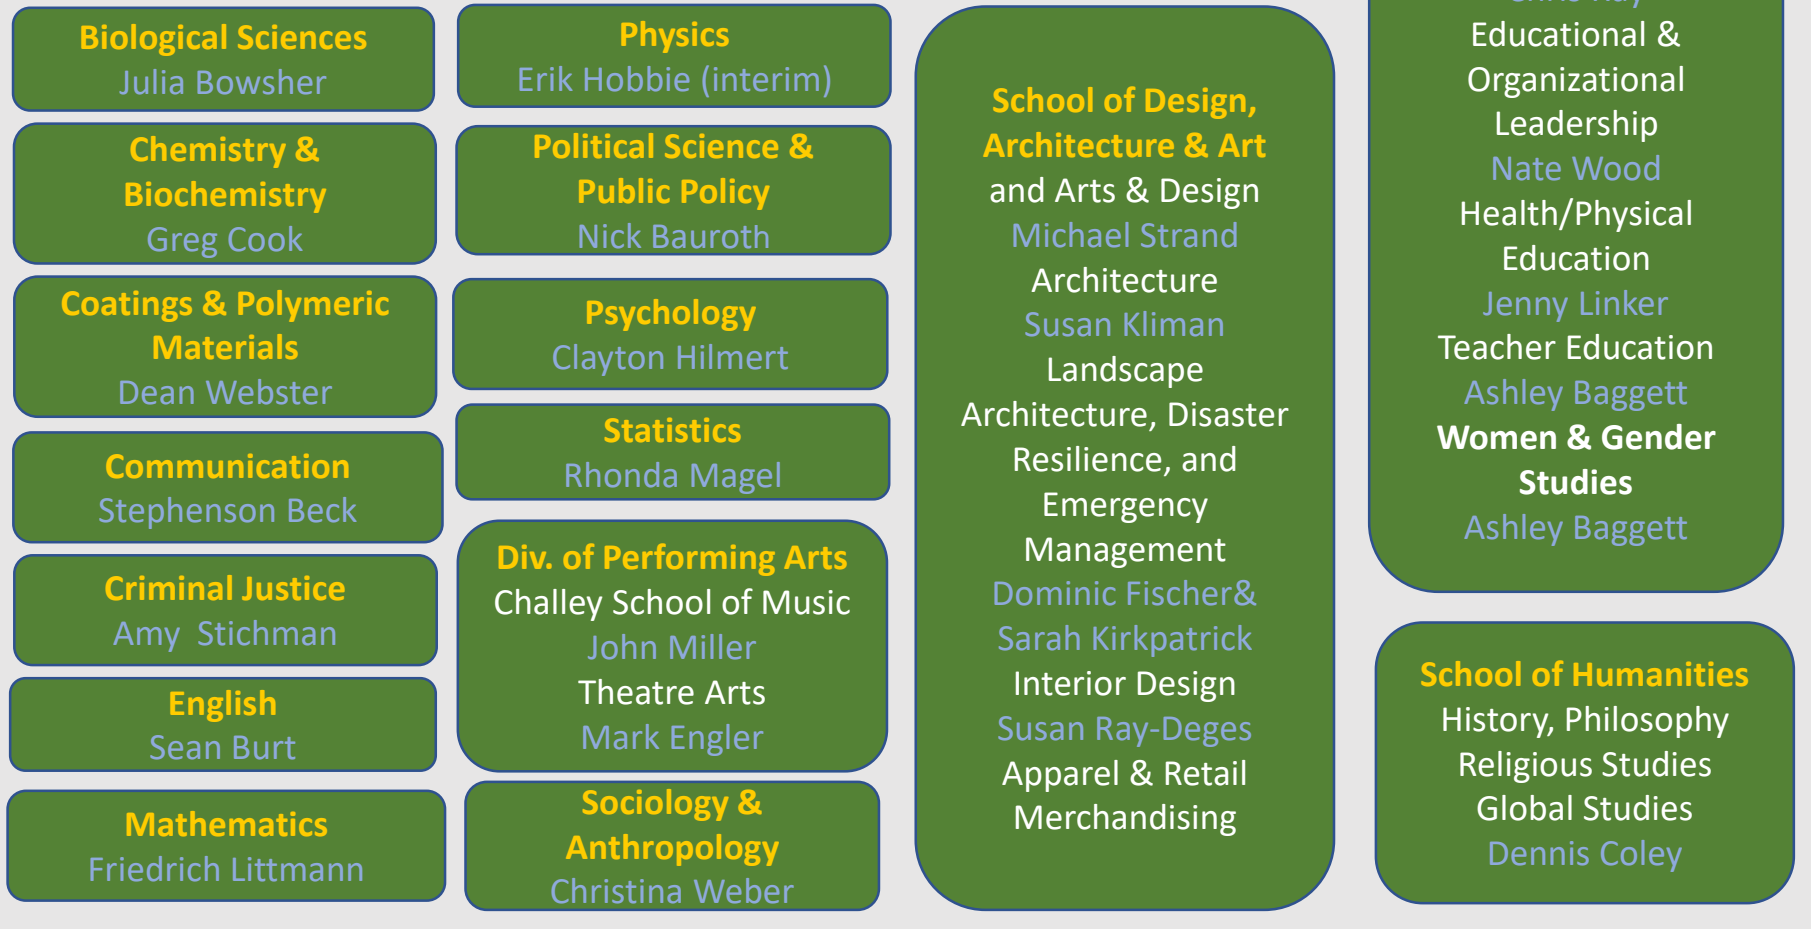 Biological Sciences
Julia Bowsher
Chemistry &
Biochemistry
Greg Cook
Coatings & Polymeric
Materials
Dean Webster
Communication
Stephenson Beck
Criminal Justice
Amy  Stichman
English
Sean Burt
Mathematics
Friedrich Littmann
Physics
Erik Hobbie (interim)
Political Science &
Public Policy
Nick Bauroth
Psychology
Clayton Hilmert
Statistics
Rhonda Magel
Div. of Performing Arts
Challey School of Music
John Miller
Theatre Arts
Mark Engler
Sociology &
Anthropology
Christina Weber
School of Design,
Architecture & Art
and Arts & Design
Michael Strand
Architecture
Susan Kliman
Landscape
Architecture, Disaster
Resilience, and
Emergency
Management
Dominic Fischer&
Sarah Kirkpatrick
Interior Design
Susan Ray-Deges
Apparel & Retail
Merchandising
Educational &
Organizational
Leadership
Nate Wood
Health/Physical
Education
Jenny Linker
Teacher Education
Ashley Baggett
Women & Gender
Studies
Ashley Baggett
School of Humanities
History, Philosophy
Religious Studies
Global Studies
Dennis Coley